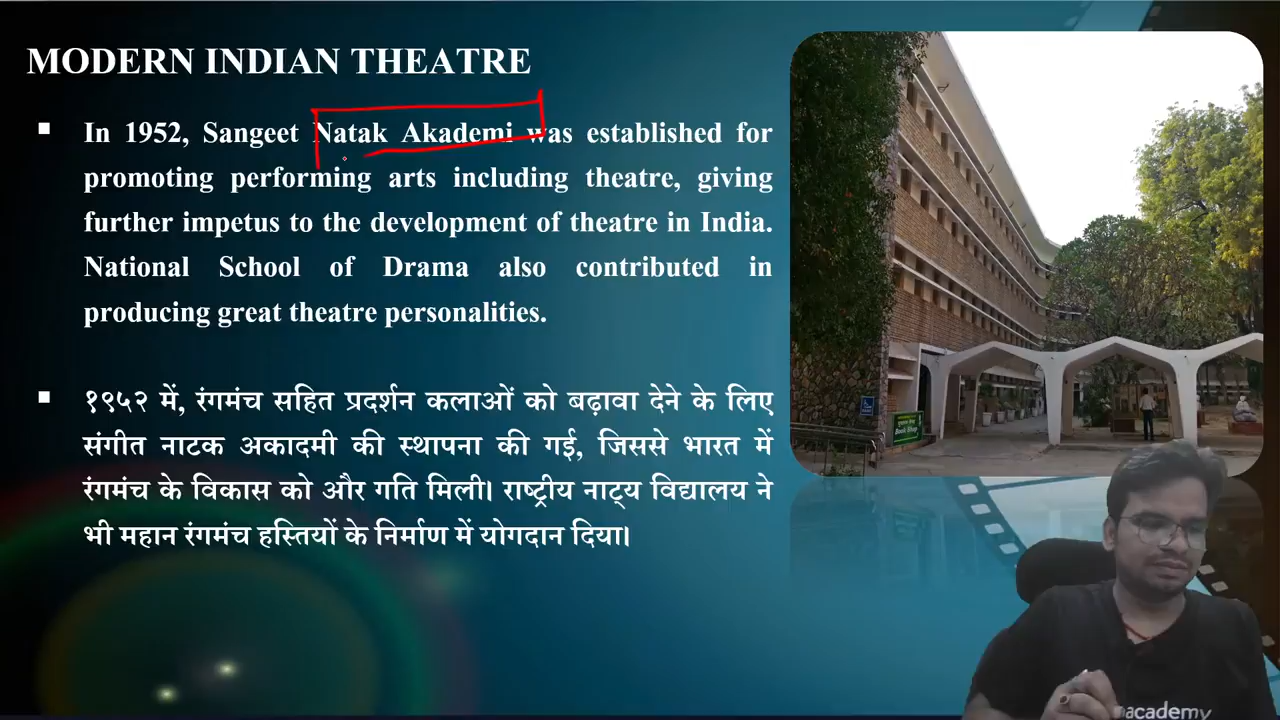 MODERN INDIAN THEATRE
In 1952, Sangeet Natak Akademi was established for
promoting performing arts including theatre, giving
further impetus to the development of theatre in India.
National School of Drama also contributed in
producing great theatre personalities.
१९५२ में, रंगमंच सहित प्रदर्शन कलाओं को बढ़ावा देने के लिए
संगीत नाटक अकादमी की स्थापना की गई, जिससे भारत में
रंगमंच के विकास को और गति मिली। राष्ट्रीय नाट्य विद्यालय ने
भी महान रंगमंच हस्तियों के निर्माण में योगदान दिया।
Book Shop
nacademy